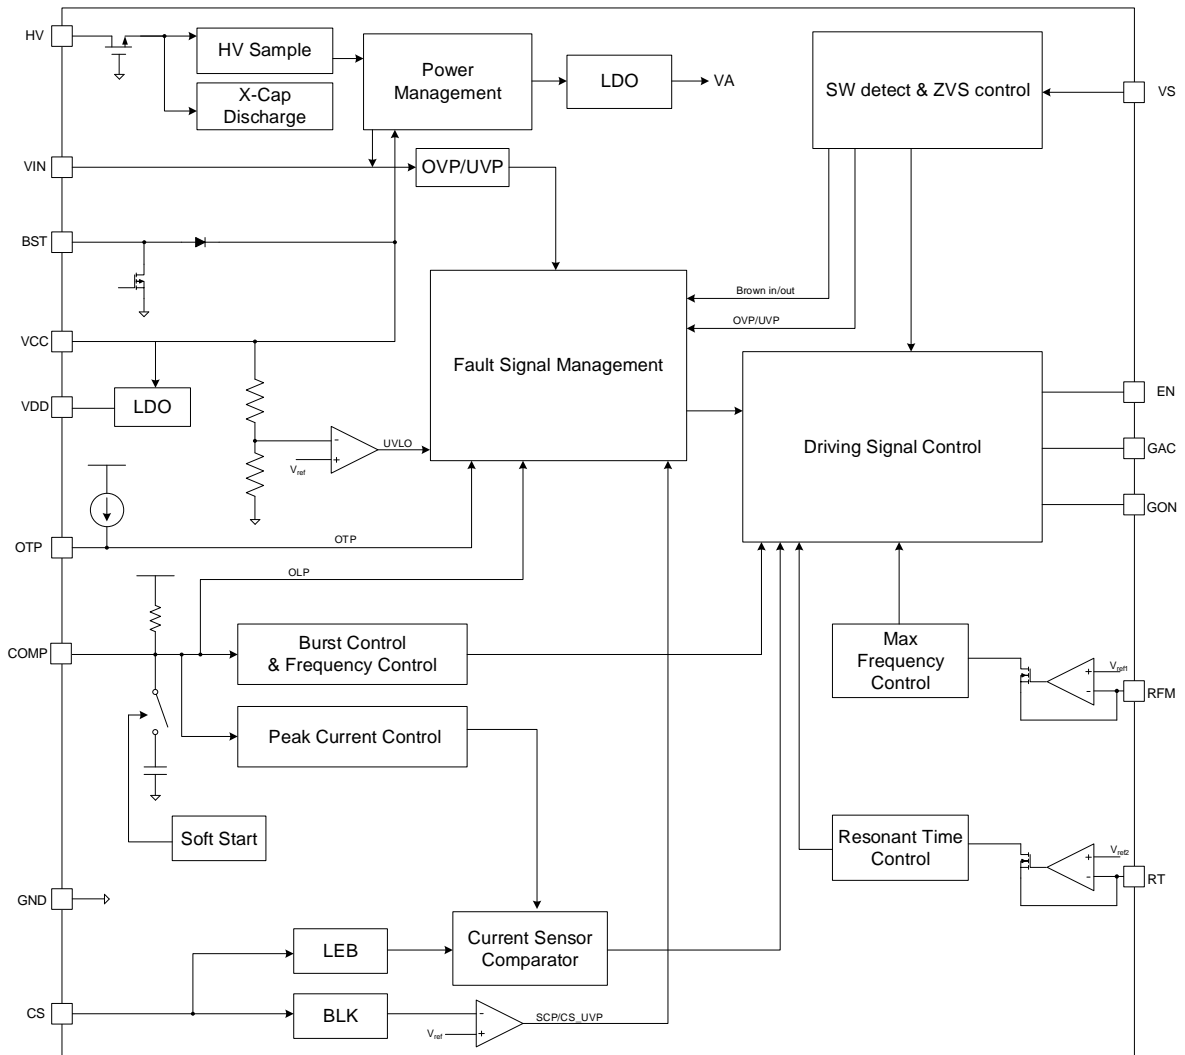 HV
HV Sample
X-Cap
Discharge
Power
Management
LDO
VA
SW detect & ZVS control
VS
VIN
OVP/UVP
BST
Brown in/out
OVP/UVP
VCC
Fault Signal Management
VDD
LDO
UVLO
Vref
Driving Signal Control
EN
GAC
GON
OTP
OTP
OLP
COMP
Burst Control
& Frequency Control
Max
Frequency
Control
Vref1
+
-
RFM
Peak Current Control
Soft Start
Resonant Time
Control
Vref2
+
-
RT
GND
LEB
Current Sensor
Comparator
CS
BLK
-
+
Vref
SCP/CS_UVP
-
+